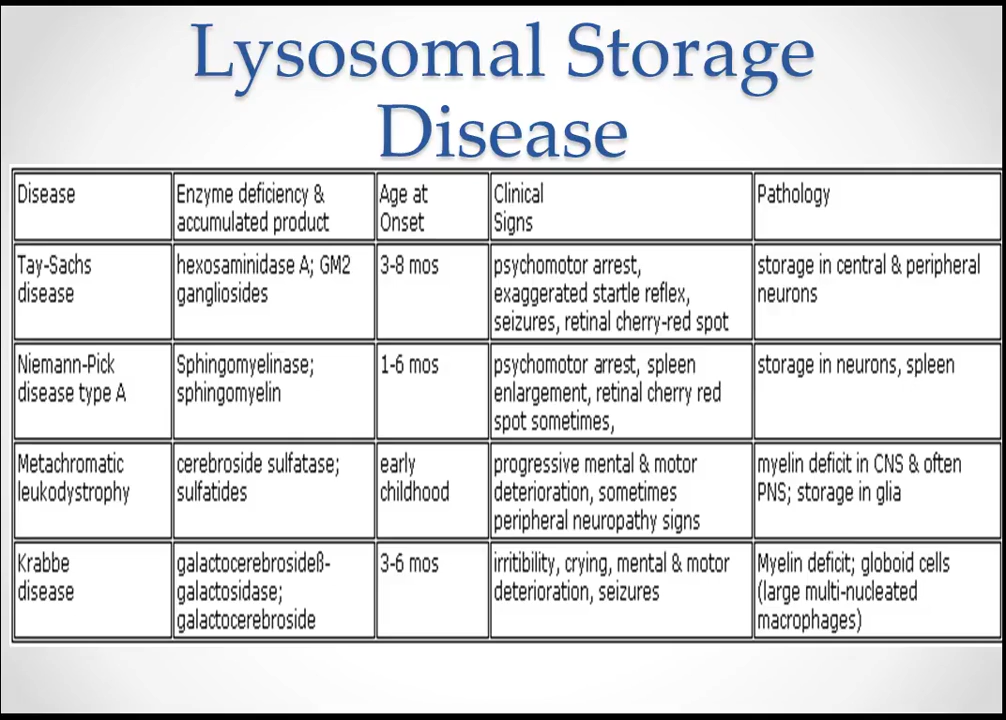 Lysosomal Storage
Disease
Disease
Enzyme deficiency &
accumulated product
Age at
Onset
Clinical
Signs
Pathology
Tay-Sachs
disease
hexosaminidase A; GM2
gangliosides
3-8 mos
psychomotor arrest,
exaggerated startle reflex,
seizures, retinal cherry-red spot
storage in central & peripheral
neurons
Niemann-Pick
disease type A
Sphingomyelinase;
sphingomyelin
1-6 mos
psychomotor arrest, spleen
enlargement, retinal cherry red
spot sometimes,
storage in neurons, spleen
Metachromatic
leukodystrophy
cerebroside sulfatase;
sulfatides
early
childhood
progressive mental & motor
deterioration, sometimes
peripheral neuropathy signs
myelin deficit in CNS & often
PNS; storage in glia
Krabbe
disease
galactocerebrosideß-
galactosidase;
galactocerebroside
3-6 mos
irritibility, crying, mental & motor
deterioration, seizures
Myelin deficit; globoid cells
(large multi-nucleated
macrophages)